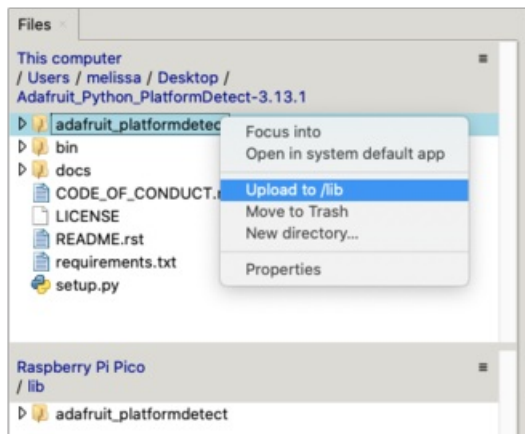 Files
This computer
/ Users / melissa / Desktop /
Adafruit_Python_PlatformDetect-3.13.1
adafruit_platformdetec
Focus into
bin
Open in system default app
docs
CODE_OF_CONDUCT.
Upload to /lib
LICENSE
Move to Trash
README.rst
New directory...
requirements.txt
Properties
setup.py
Raspberry Pi Pico
/ lib
adafruit_platformdetect